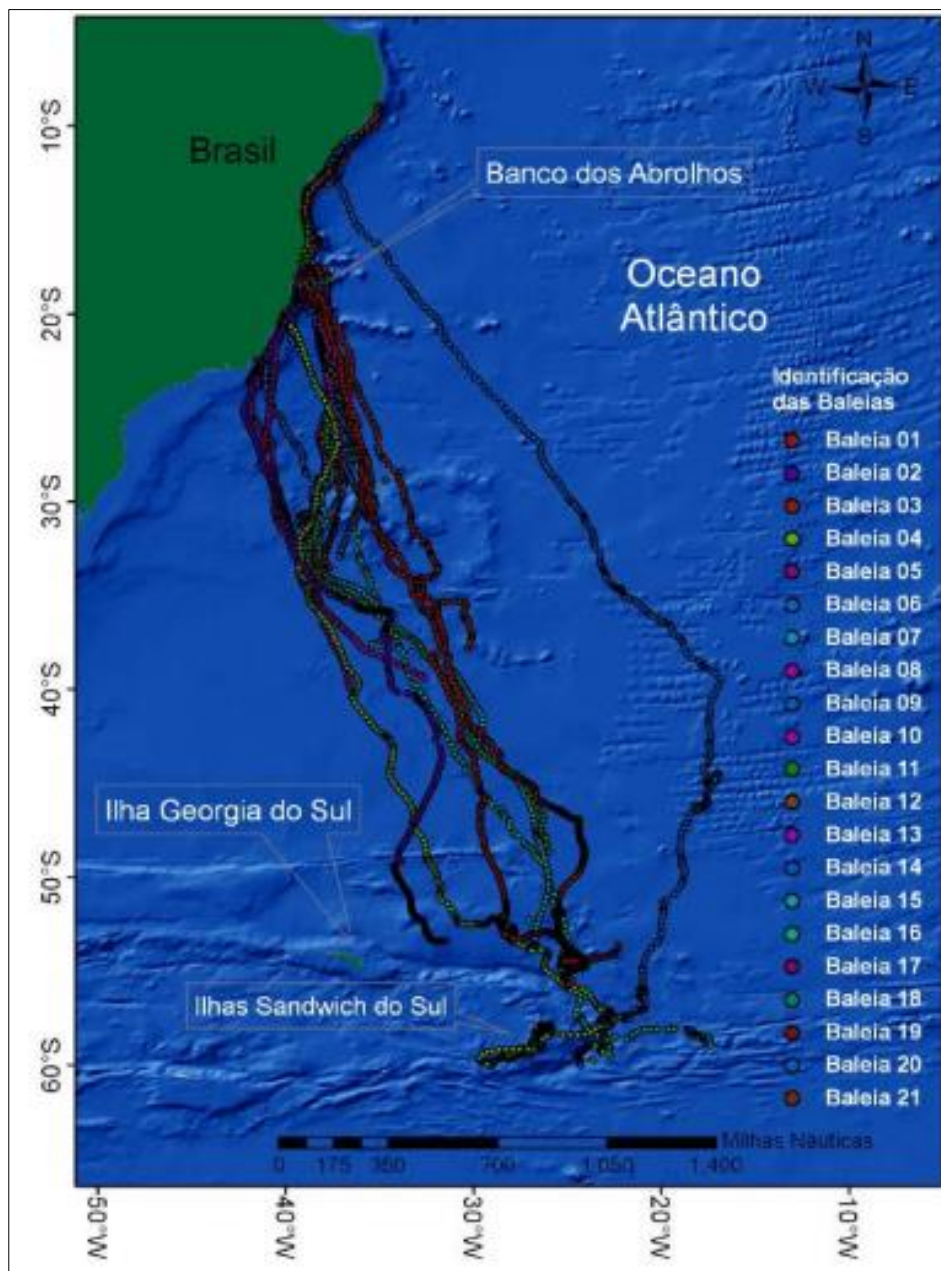 N
W E
S
10°S
Brasil
Banco dos Abrolhos
Oceano
Atlântico
20°S
Identificação
das Baleias
Baleia 01
Baleia 02
Baleia 03
Baleia 04
Baleia 05
Baleia 06
Baleia 07
Baleia 08
Baleia 09
Baleia 10
Baleia 11
Baleia 12
Baleia 13
Baleia 14
Baleia 15
Baleia 16
Baleia 17
Baleia 18
Baleia 19
Baleia 20
Baleia 21
30°S
40°S
Ilha Georgia do Sul
50°S
Ilhas Sandwich do Sul
60°S
Milhas Náuticas
0 175 350 700 1.050 1.400
50°W 40°W 30°W 20°W 10°W